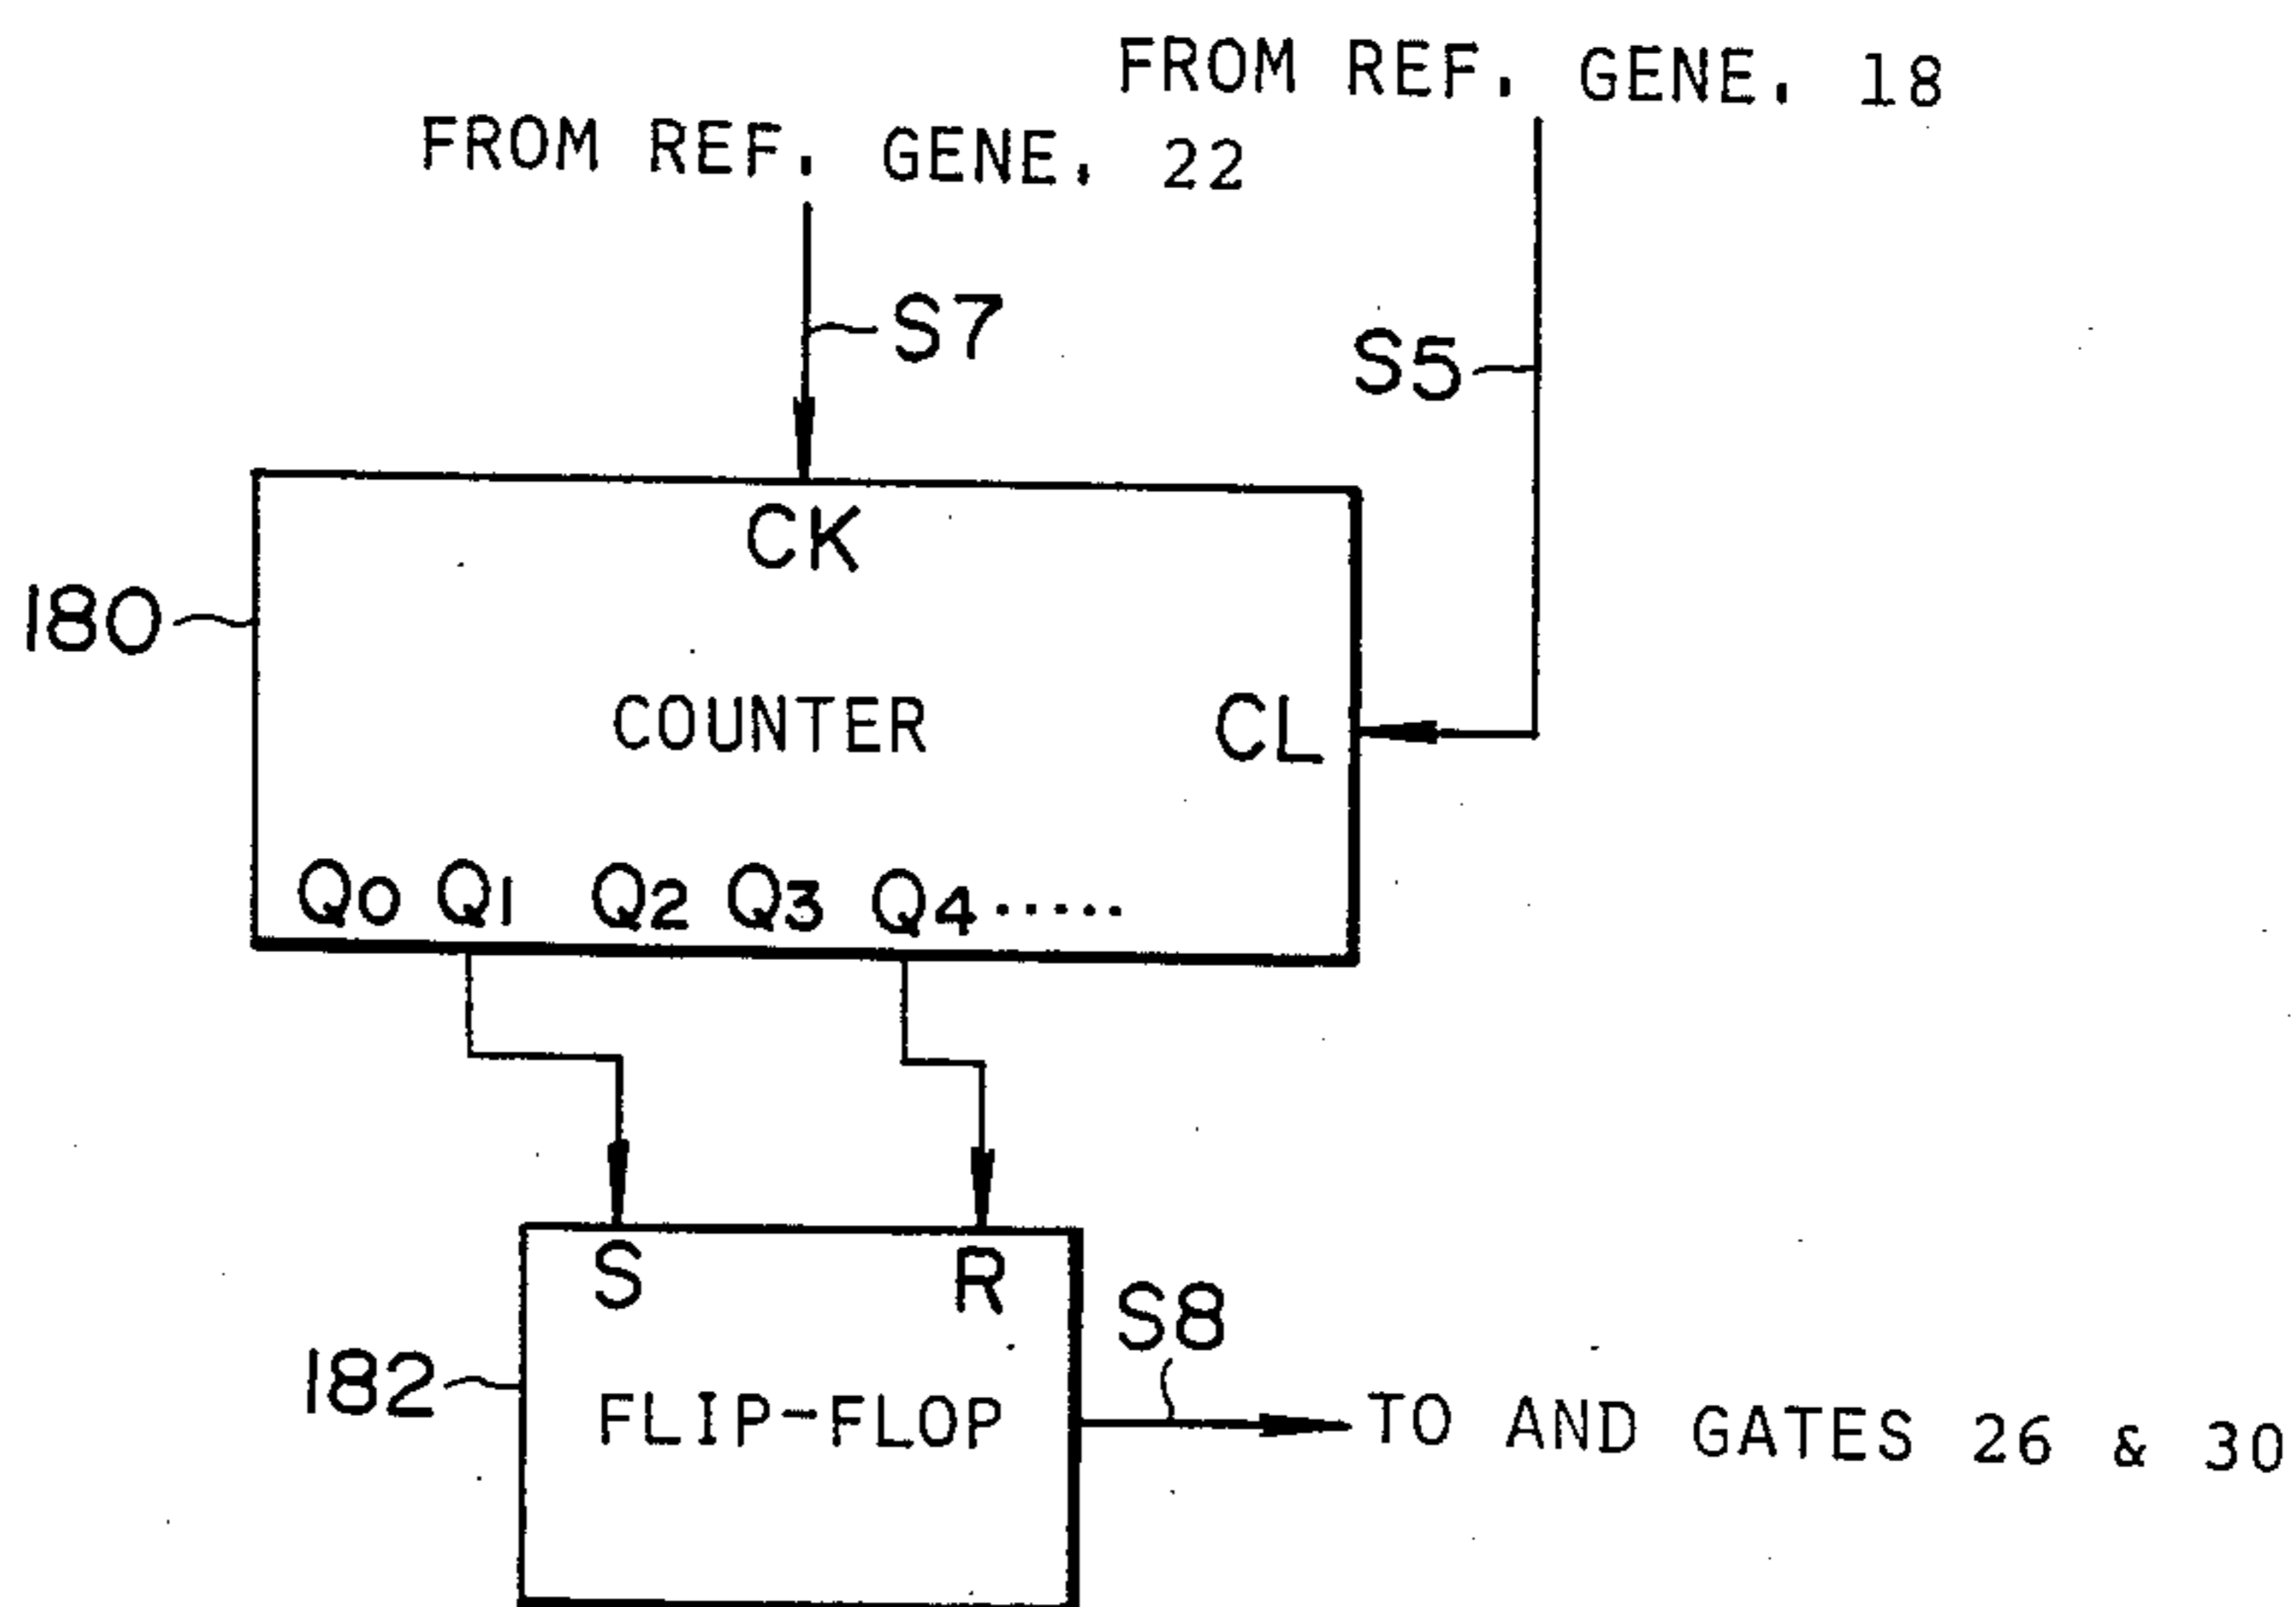 FROM REF. GENE. 18
FROM REF. GENE. 22
S7
S5
CK
180
COUNTER
CL
Q0 Q1 Q2 Q3 Q4 .....
S
R
S8
182
FLIP-FLOP
TO AND GATES 26 & 30